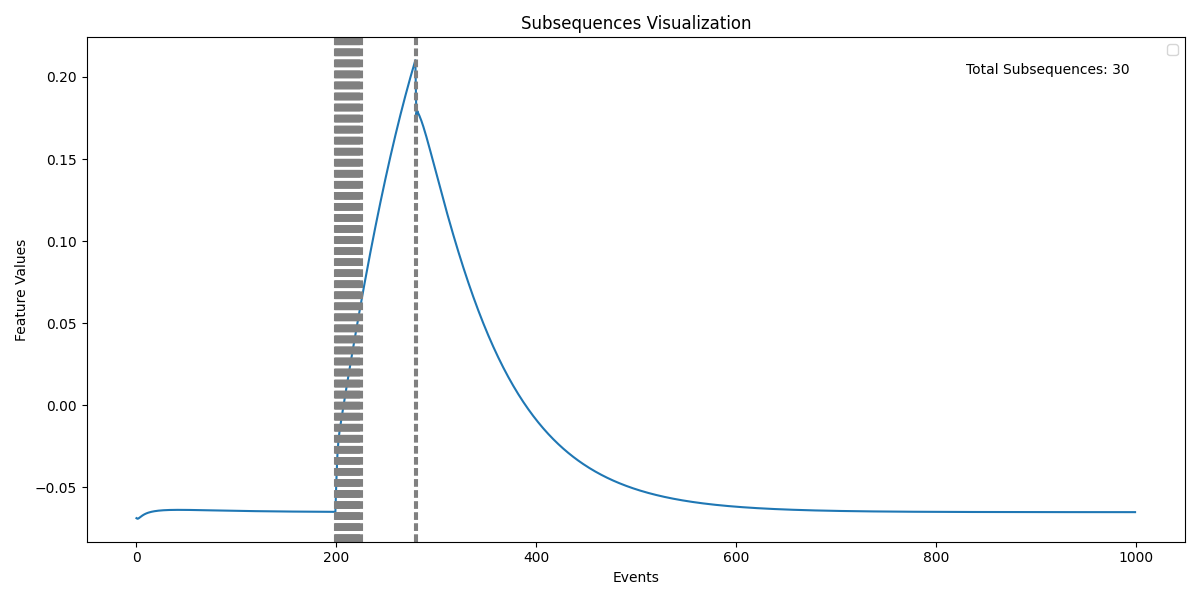 Subsequences Visualization
Total Subsequences: 30
Feature Values
0.20
0.15
0.10
0.05
0.00
−0.05
0 200 400 600 800 1000
Events